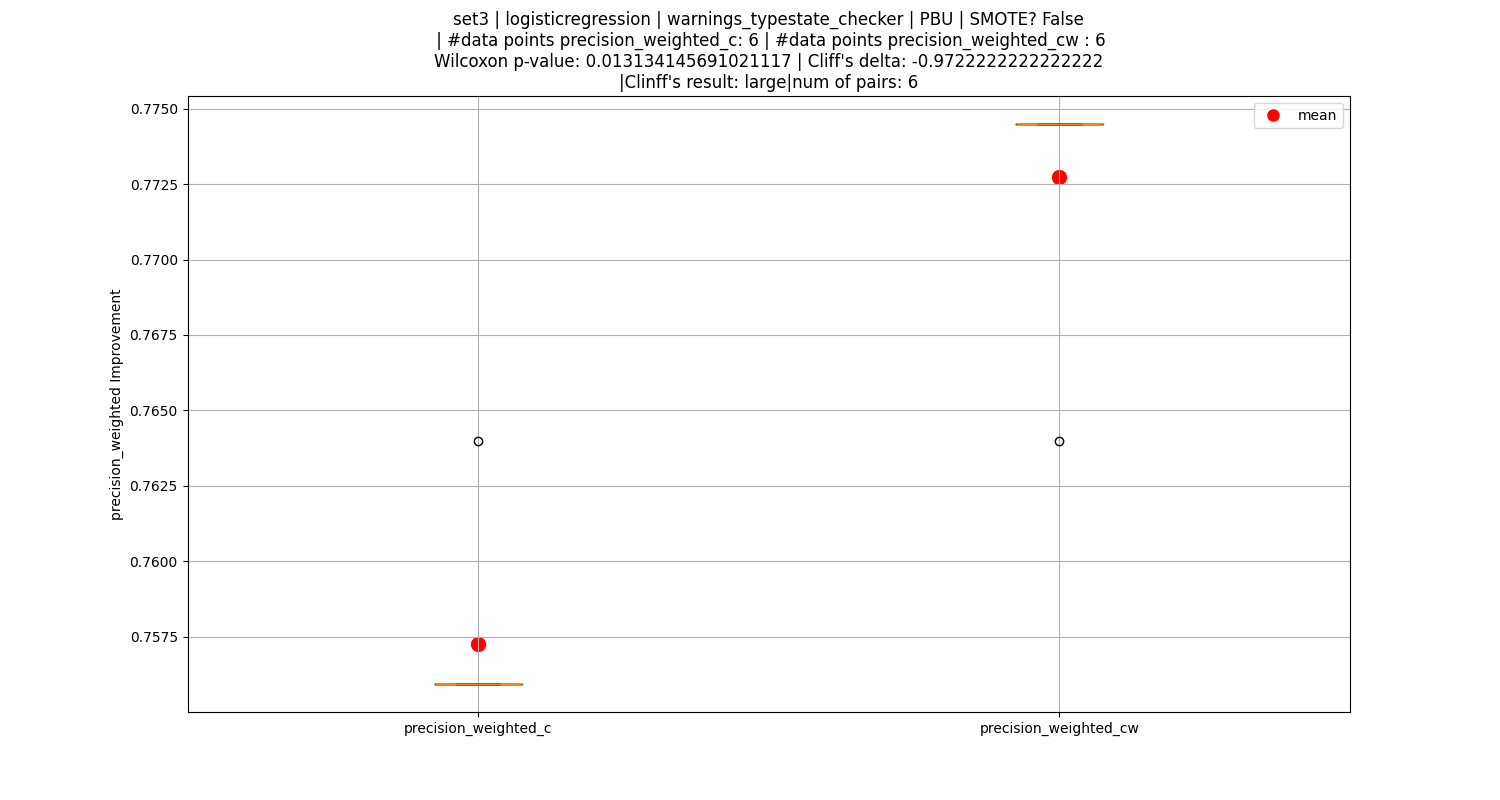 set3 | logisticregression | warnings_typestate_checker | PBU | SMOTE? False
| #data points precision_weighted_c: 6 | #data points precision_weighted_cw : 6
Wilcoxon p-value: 0.013134145691021117 | Cliff's delta: -0.9722222222222222
|Clinff's result: large|num of pairs: 6
mean
precision_weighted Improvement
0.7750
0.7725
0.7700
0.7675
0.7650
0.7625
0.7600
0.7575
precision_weighted_c
precision_weighted_cw